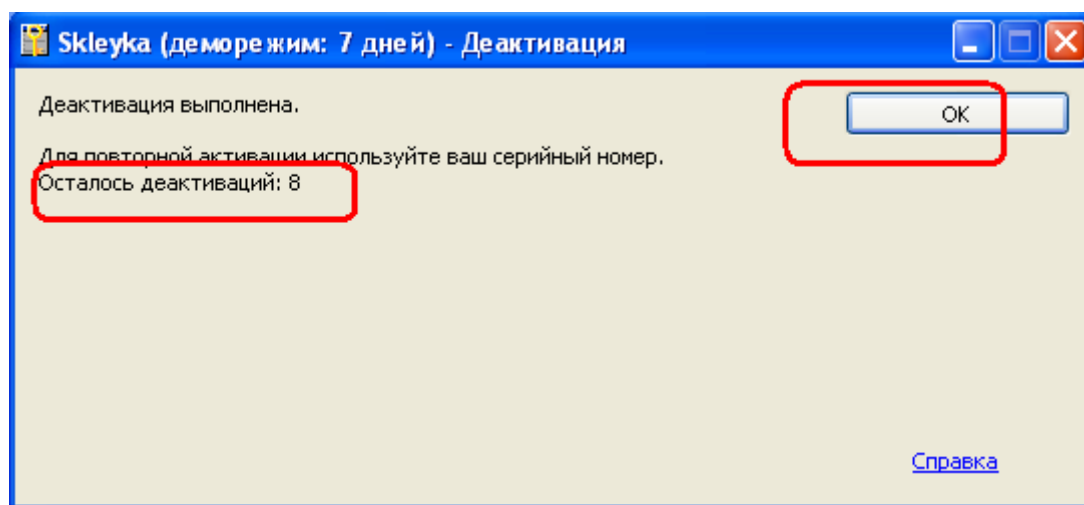 Skleyka (деморежим: 7 дней) - Деактивация
Деактивация выполнена.
OK
Для повторной активации используйте ваш серийный номер.
Осталось деактиваций: 8
Справка